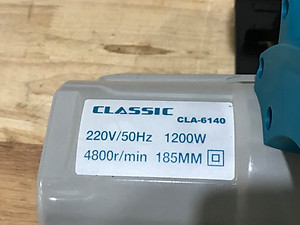 CLASSIC
CLA-6140
220V/50Hz 1200W
4800r/min 185MM